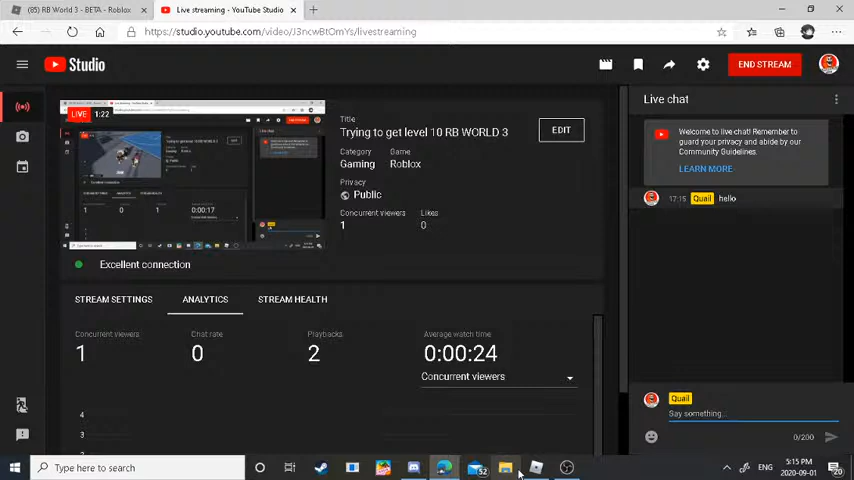 (85) RB World 3 - BETA - Roblox
Live streaming - YouTube Studio
https://studio.youtube.com/video/J3ncwBtOmYs/livestreaming
Studio
END STREAM
LIVE 1:22
Title
Trying to get level 10 RB WORLD 3
EDIT
Category
Game
Gaming
Roblox
Privacy
Public
Concurrent viewers
Likes
1
0
Excellent connection
STREAM SETTINGS
ANALYTICS
STREAM HEALTH
Concurrent viewers
Chat rate
Playbacks
Average watch time
1
0
2
0:00:24
Concurrent viewers
4
3
Live chat
Welcome to live chat! Remember to
guard your privacy and abide by our
Community Guidelines.
LEARN MORE
17:15 Quail hello
Quail
Say something...
0/200
Type here to search
52
ENG
5:15 PM
2020-09-01
20